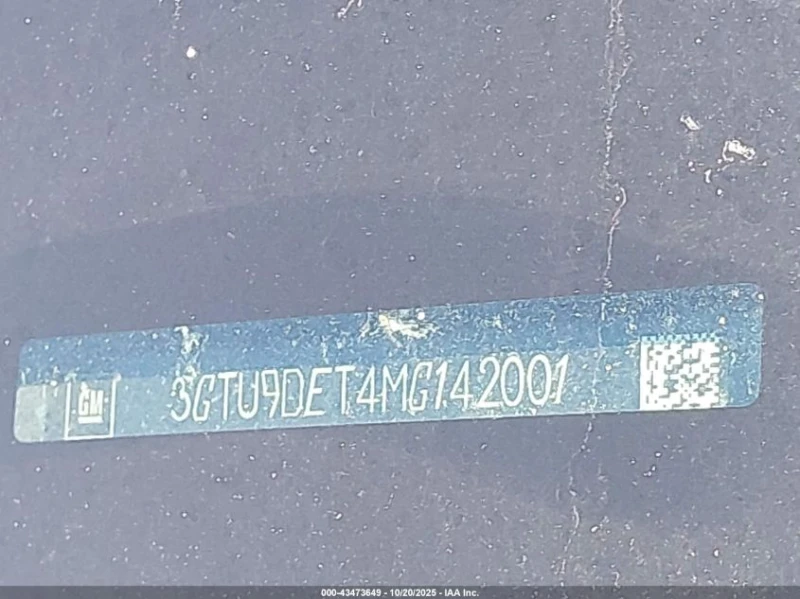 GM 3GTU9DET4MG142001
000-43473649 - 10/20/2025 - IAA Inc.